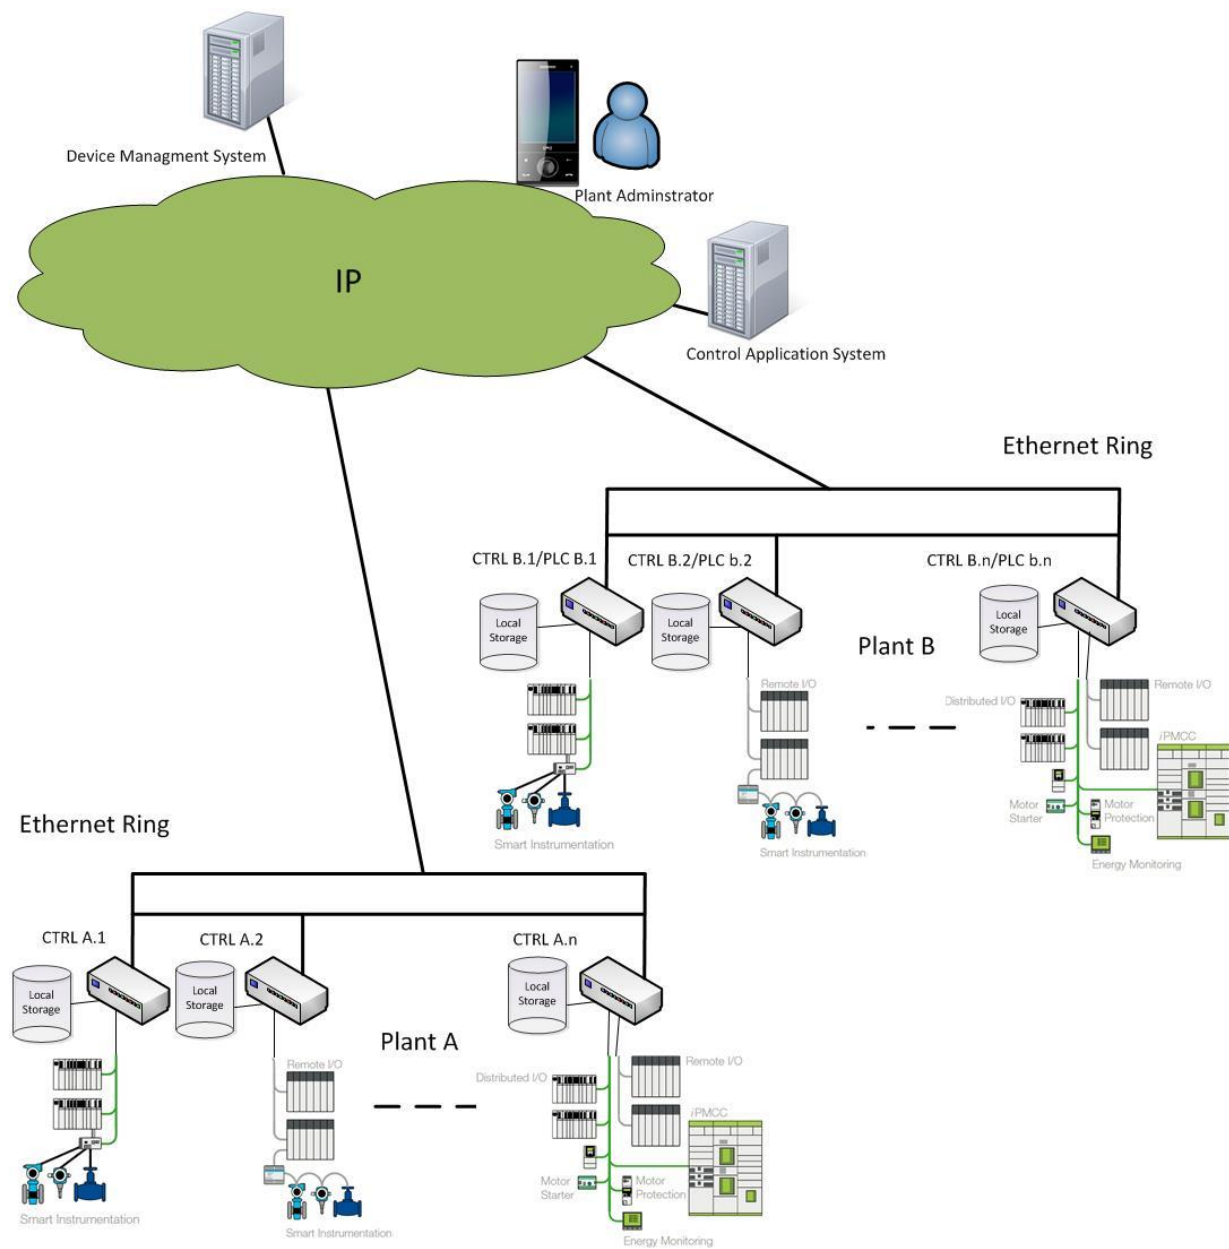 Device Managment System
Plant Adminstrator
IP
Control Application System
Ethernet Ring
CTRL B.1/PLC B.1
CTRL B.2/PLC b.2
CTRL B.n/PLC b.n
Local
Storage
Local
Storage
Local
Storage
Plant B
Remote I/O
Distributed I/O
Remote I/O
iPMCC
Motor
Starter
Motor
Protection
Smart Instrumentation
Smart Instrumentation
Energy Monitoring
Ethernet Ring
CTRL A.1
CTRL A.2
CTRL A.n
Local
Storage
Local
Storage
Local
Storage
Plant A
Remote I/O
Distributed I/O
Remote I/O
iPMCC
Motor
Starter
Motor
Protection
Smart Instrumentation
Smart Instrumentation
Energy Monitoring